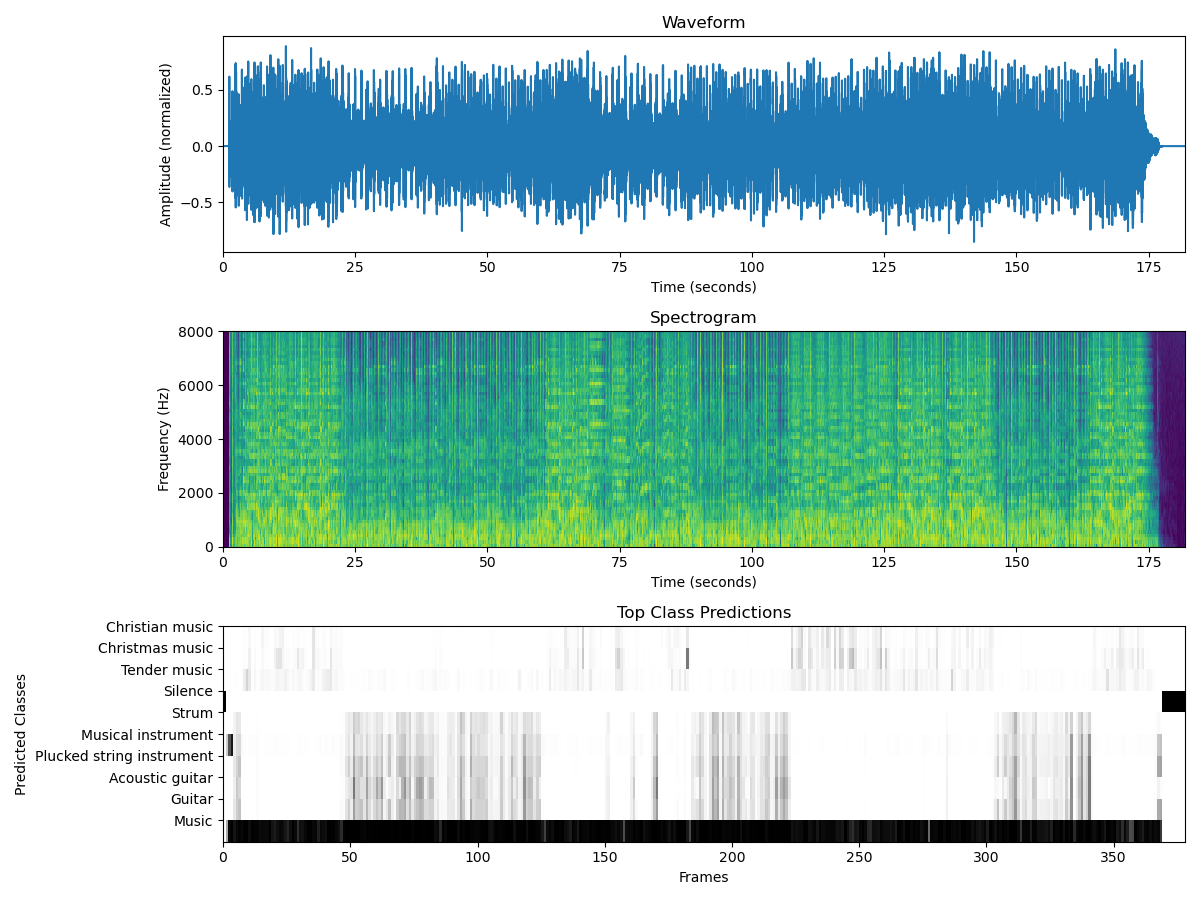 Waveform
Amplitude (normalized)
0.5
0.0
−0.5
0 25 50 75 100 125 150 175
Time (seconds)
Spectrogram
Frequency (Hz)
8000
6000
4000
2000
0
0 25 50 75 100 125 150 175
Time (seconds)
Top Class Predictions
Predicted Classes
Christian music
Christmas music
Tender music
Silence
Strum
Musical instrument
Plucked string instrument
Acoustic guitar
Guitar
Music
0 50 100 150 200 250 300 350
Frames